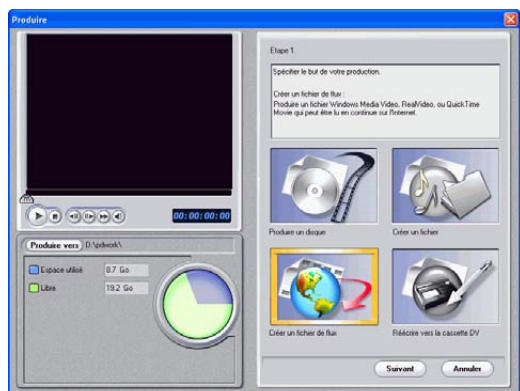 Produire
Etape 1.
Spécifier le but de votre production.
Créer un fichier de flux :
Produire un fichier Windows Media Video, RealVideo, ou QuickTime
Movie qui peut être lu en continue sur l'Internet.
00:00:00:00
Produire un disque
Créer un fichier
Produire vers
D:\pdwork\
Espace utilisé
8.7 Go
Libre
19.2 Go
Créer un fichier de flux
Réécrire vers la cassette DV
Suivant
Annuler